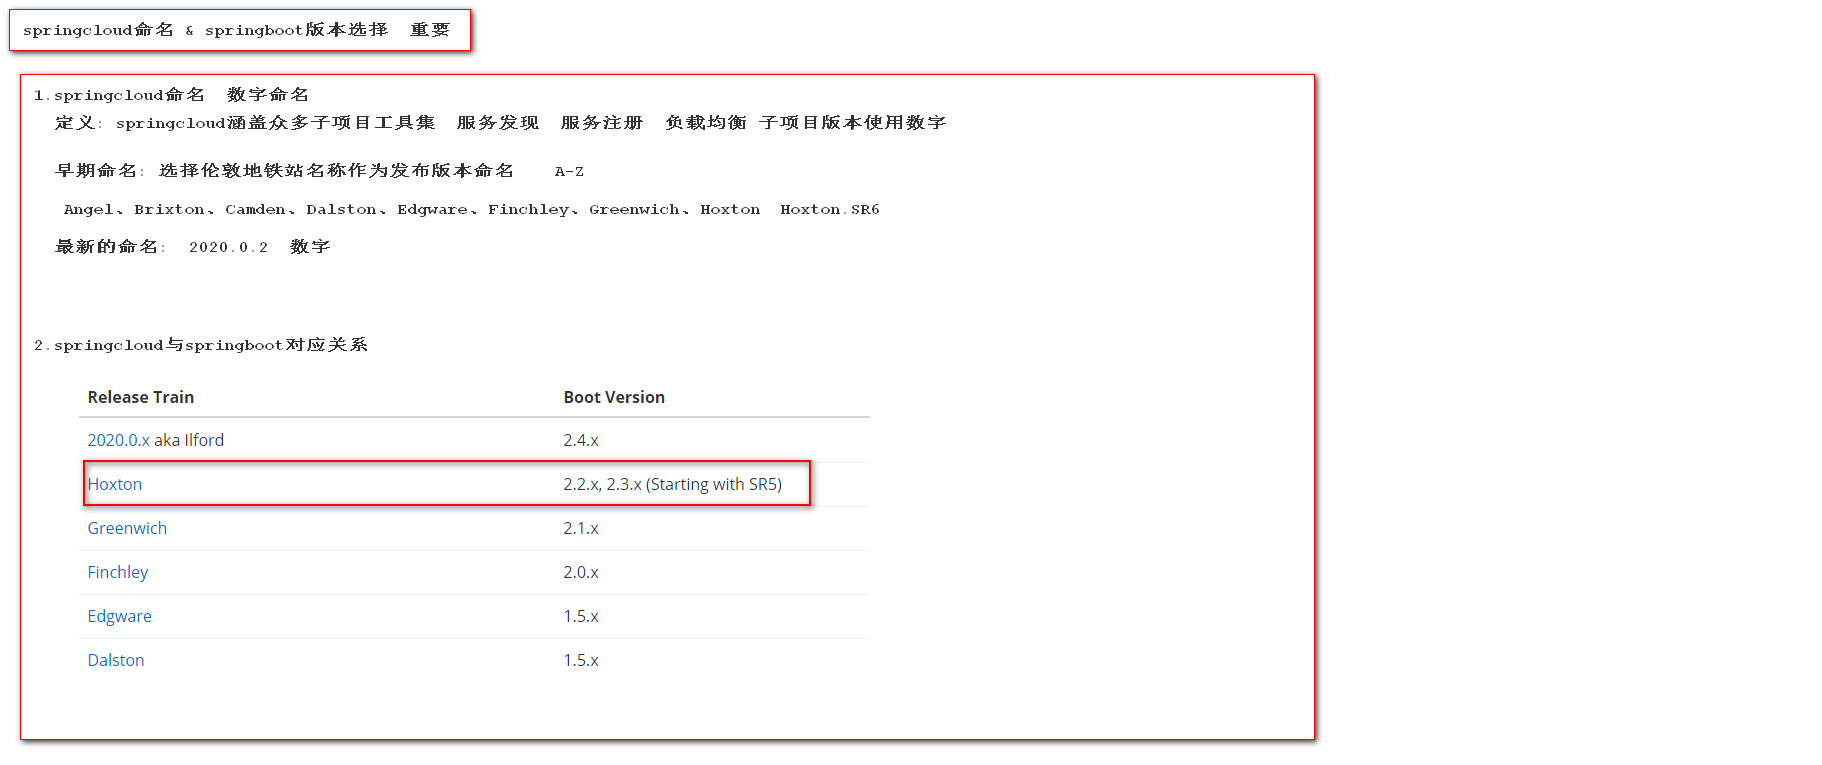 springcloud命名 & springboot版本选择  重要
1.springcloud命名  数字命名
定义: springcloud涵盖众多子项目工具集  服务发现  服务注册  负载均衡 子项目版本使用数字
早期命名: 选择伦敦地铁站名称作为发布版本命名    A-Z
Angel、Brixton、Camden、Dalston、Edgware、Finchley、Greenwich、Hoxton  Hoxton.SR6
最新的命名:  2020.0.2  数字
2.springcloud与springboot对应关系
Release Train  Boot Version
2020.0.x aka Ilford  2.4.x
Hoxton  2.2.x, 2.3.x (Starting with SR5)
Greenwich  2.1.x
Finchley  2.0.x
Edgware  1.5.x
Dalston  1.5.x